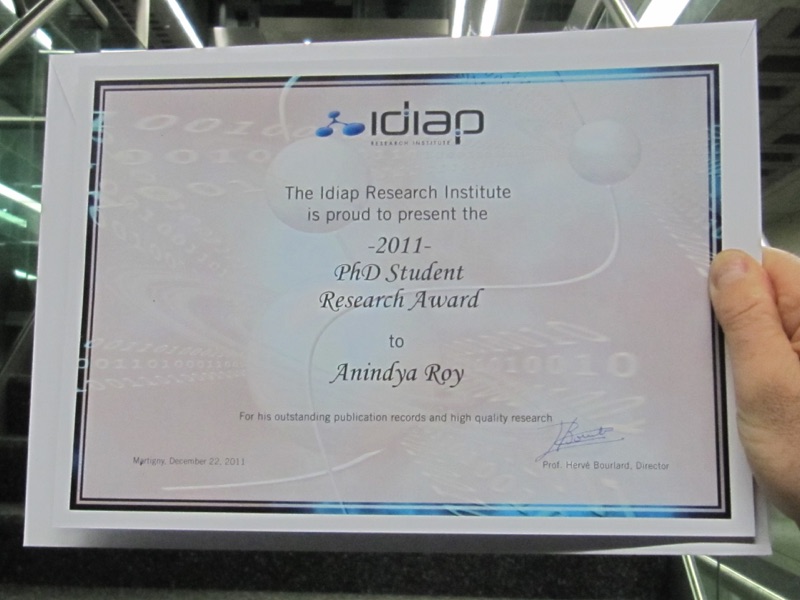 idiap
RESEARCH INSTITUTE
The Idiap Research Institute
is proud to present the
-2011-
PhD Student
Research Award
to
Anindya Roy
For his outstanding publication records and high quality research
Martigny, December 22, 2011
Prof. Hervé Bourlard, Director